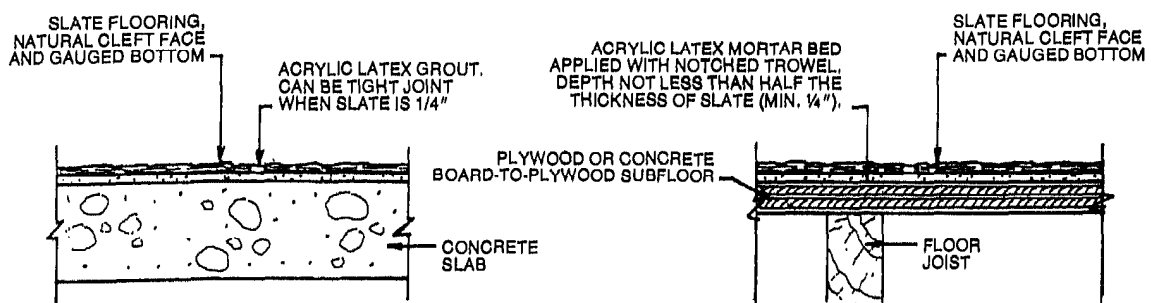 SLATE FLOORING,
NATURAL CLEFT FACE
AND GAUGED BOTTOM
ACRYLIC LATEX GROUT.
CAN BE TIGHT JOINT
WHEN SLATE IS 1/4"
CONCRETE
SLAB
ACRYLIC LATEX MORTAR BED
APPLIED WITH NOTCHED TROWEL,
DEPTH NOT LESS THAN HALF THE
THICKNESS OF SLATE (MIN. ¼").
SLATE FLOORING,
NATURAL CLEFT FACE
AND GAUGED BOTTOM
PLYWOOD OR CONCRETE
BOARD-TO-PLYWOOD SUBFLOOR
FLOOR
JOIST